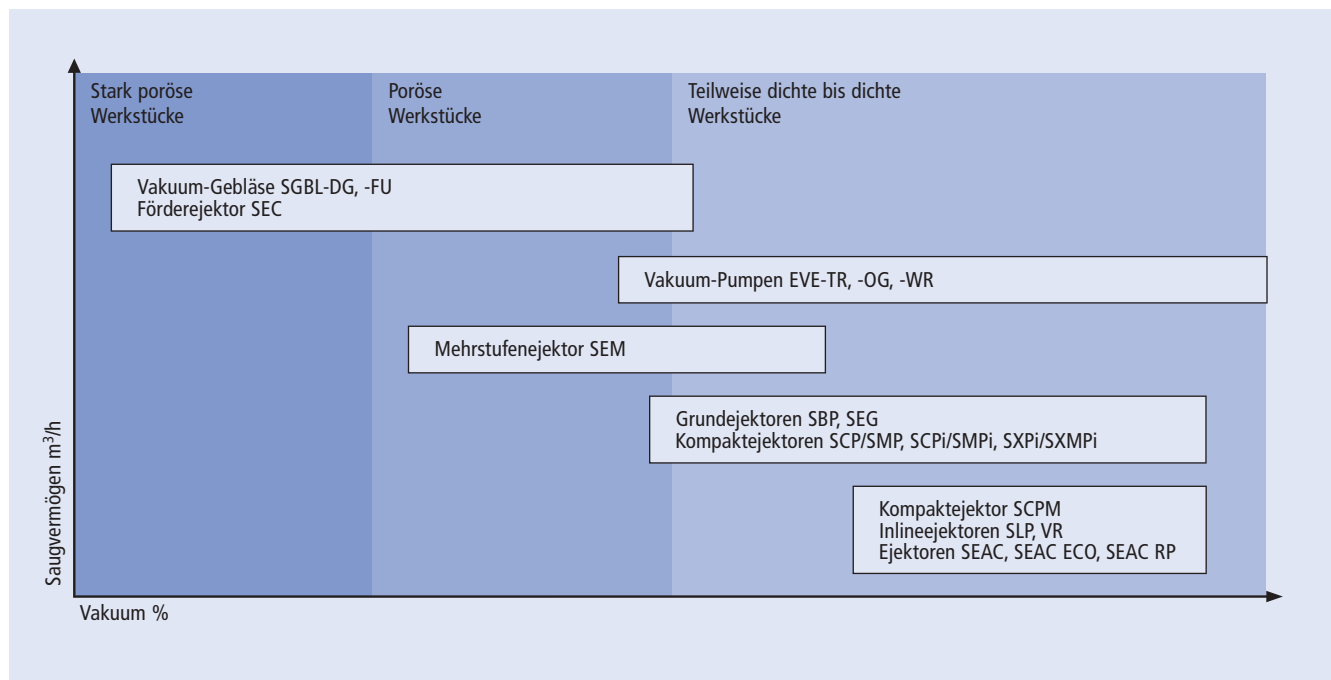 Stark poröse
Werkstücke
Poröse
Werkstücke
Teilweise dichte bis dichte
Werkstücke
Vakuum-Gebläse SGBL-DG, -FU
Förderejektor SEC
Vakuum-Pumpen EVE-TR, -OG, -WR
Mehrstufenejektor SEM
Grundejektoren SBP, SEG
Kompaktejektoren SCP/SMP, SCPi/SMPi, SXPi/SXMPi
Kompaktejektor SCPM
Inlineejektoren SLP, VR
Ejektoren SEAC, SEAC ECO, SEAC RP
Saugvermögen m³/h
Vakuum %